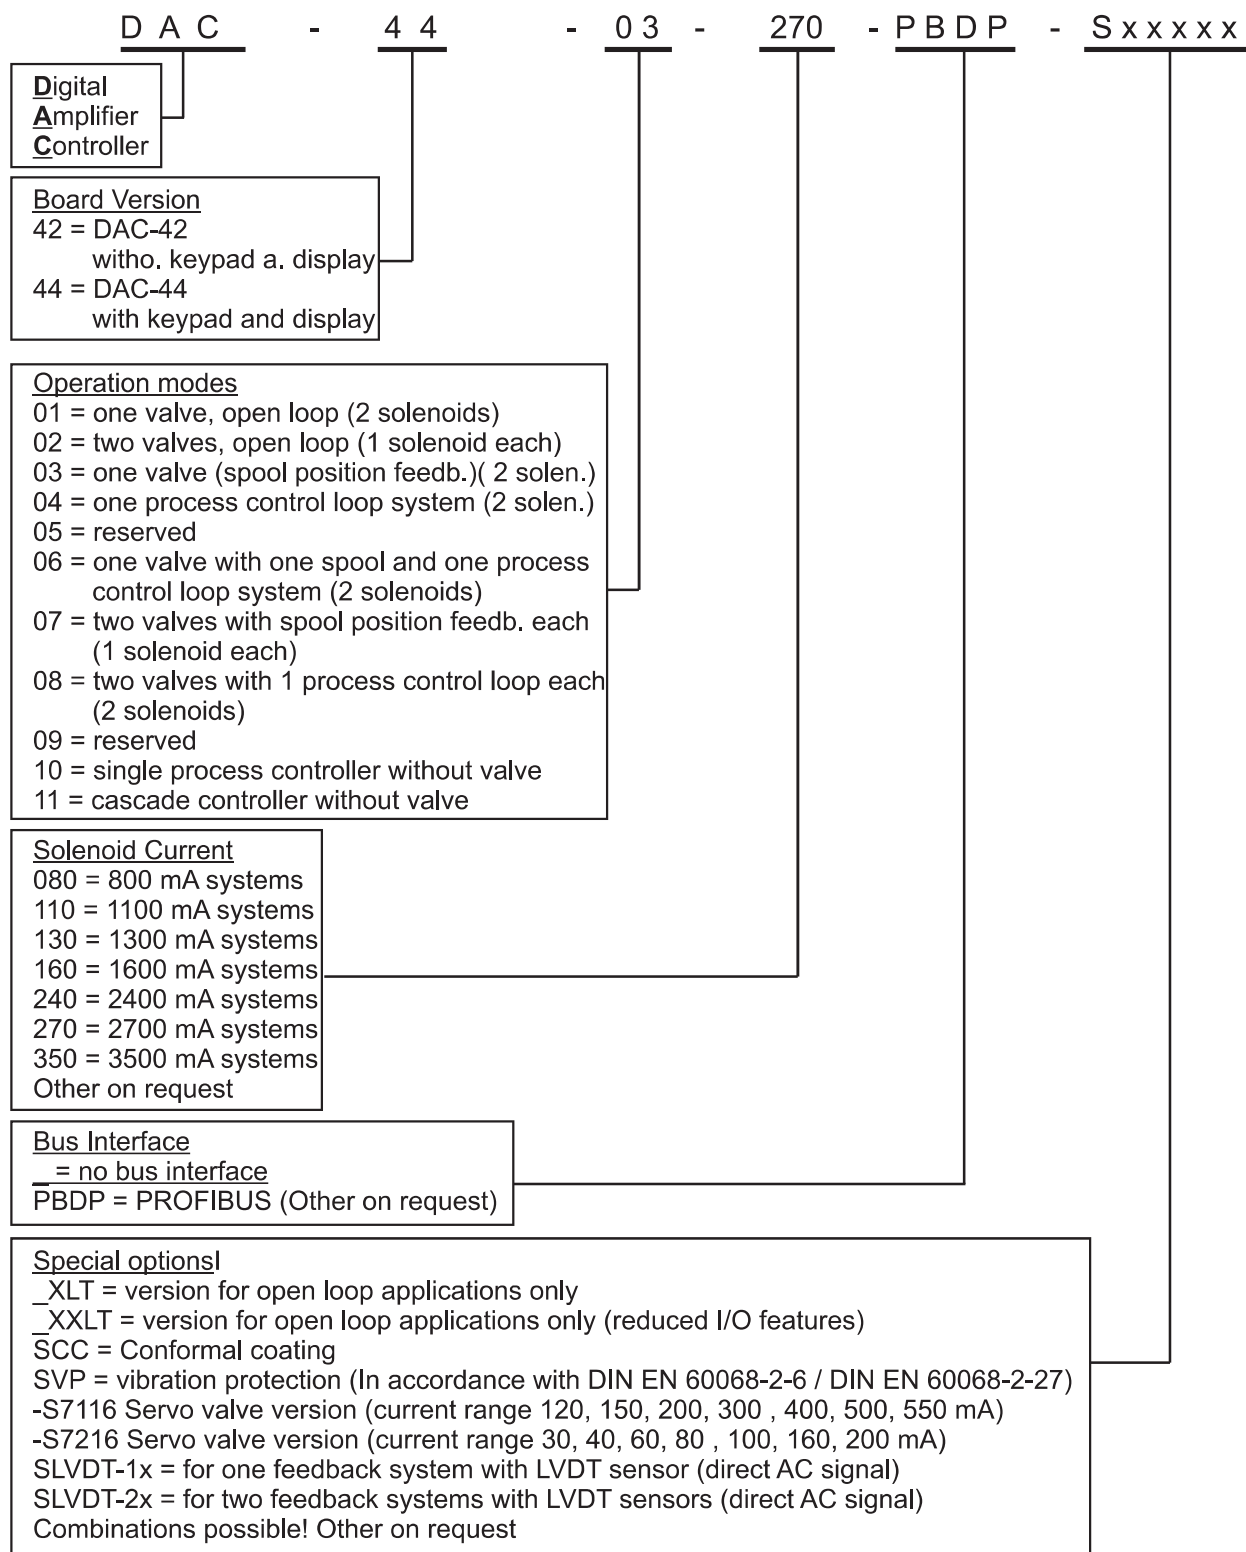 DAC - 44 - 03 - 270 - PBDP - Sxxxxx
Digital
Amplifier
Controller
Board Version
42 = DAC-42
witho. keypad a. display
44 = DAC-44
with keypad and display
Operation modes
01 = one valve, open loop (2 solenoids)
02 = two valves, open loop (1 solenoid each)
03 = one valve (spool position feedb.)( 2 solen.)
04 = one process control loop system (2 solen.)
05 = reserved
06 = one valve with one spool and one process
control loop system (2 solenoids)
07 = two valves with spool position feedb. each
(1 solenoid each)
08 = two valves with 1 process control loop each
(2 solenoids)
09 = reserved
10 = single process controller without valve
11 = cascade controller without valve
Solenoid Current
080 = 800 mA systems
110 = 1100 mA systems
130 = 1300 mA systems
160 = 1600 mA systems
240 = 2400 mA systems
270 = 2700 mA systems
350 = 3500 mA systems
Other on request
Bus Interface
_ = no bus interface
PBDP = PROFIBUS (Other on request)
Special optionsl
_XLT = version for open loop applications only
_XXLT = version for open loop applications only (reduced I/O features)
SCC = Conformal coating
SVP = vibration protection (In accordance with DIN EN 60068-2-6 / DIN EN 60068-2-27)
-S7116 Servo valve version (current range 120, 150, 200, 300 , 400, 500, 550 mA)
-S7216 Servo valve version (current range 30, 40, 60, 80 , 100, 160, 200 mA)
SLVDT-1x = for one feedback system with LVDT sensor (direct AC signal)
SLVDT-2x = for two feedback systems with LVDT sensors (direct AC signal)
Combinations possible! Other on request